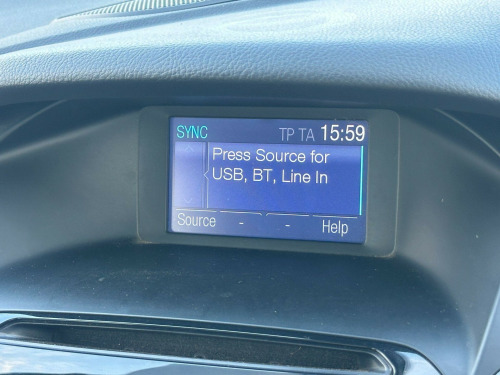 SYNC TP TA 15:59
Press Source for
USB, BT, Line In
Source - - Help